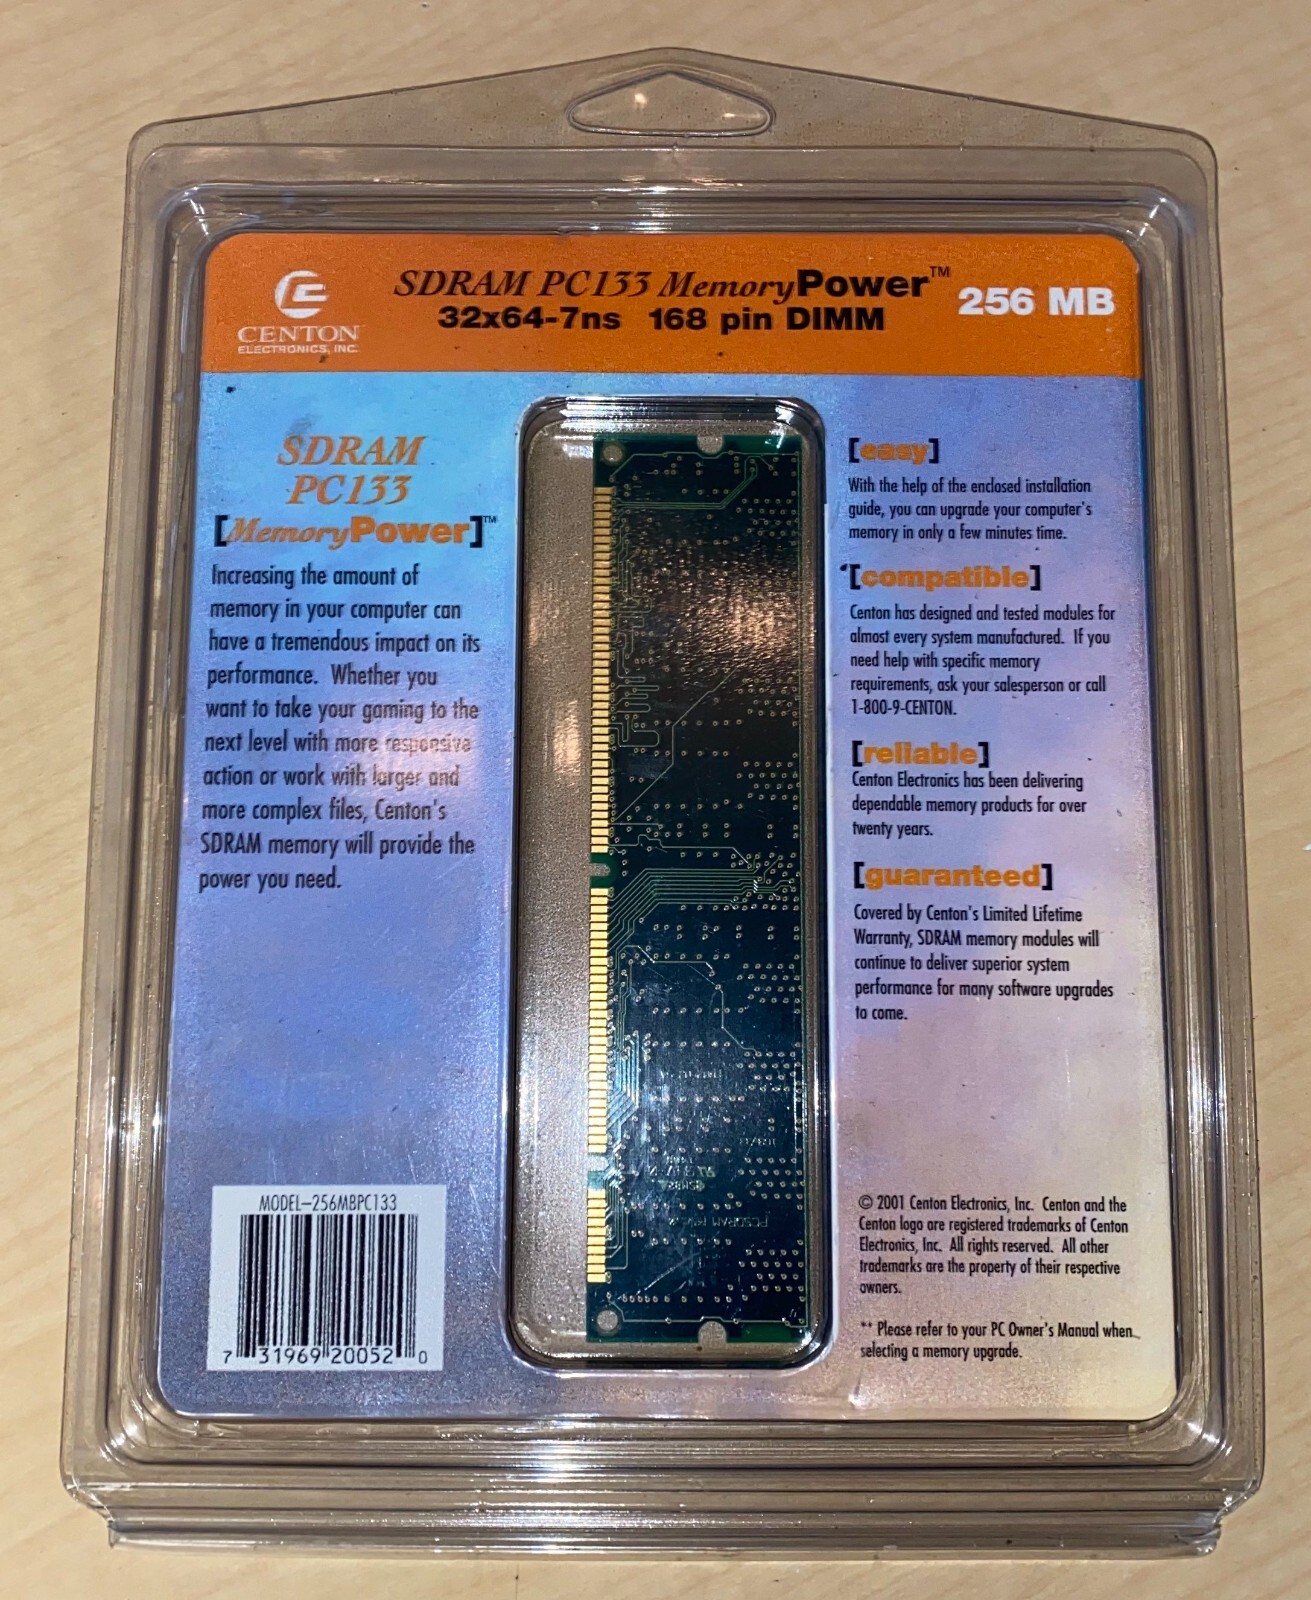 CENTON
ELECTRONICS, INC.
SDRAM PC133 MemoryPower™
32x64-7ns 168 pin DIMM
256 MB
SDRAM
PC133
[MemoryPower]™
Increasing the amount of
memory in your computer can
have a tremendous impact on its
performance. Whether you
want to take your gaming to the
next level with more responsive
action or work with larger and
more complex files, Centon's
SDRAM memory will provide the
power you need.
MODEL-256MBPC133
7 31969 20052 0
[easy]
With the help of the enclosed installation
guide, you can upgrade your computer's
memory in only a few minutes time.
[compatible]
Centon has designed and tested modules for
almost every system manufactured. If you
need help with specific memory
requirements, ask your salesperson or call
1-800-9-CENTON.
[reliable]
Centon Electronics has been delivering
dependable memory products for over
twenty years.
[guaranteed]
Covered by Centon's Limited Lifetime
Warranty, SDRAM memory modules will
continue to deliver superior system
performance for many software upgrades
to come.
© 2001 Centon Electronics, Inc. Centon and the
Centon logo are registered trademarks of Centon
Electronics, Inc. All rights reserved. All other
trademarks are the property of their respective
owners.
** Please refer to your PC Owner's Manual when
selecting a memory upgrade.